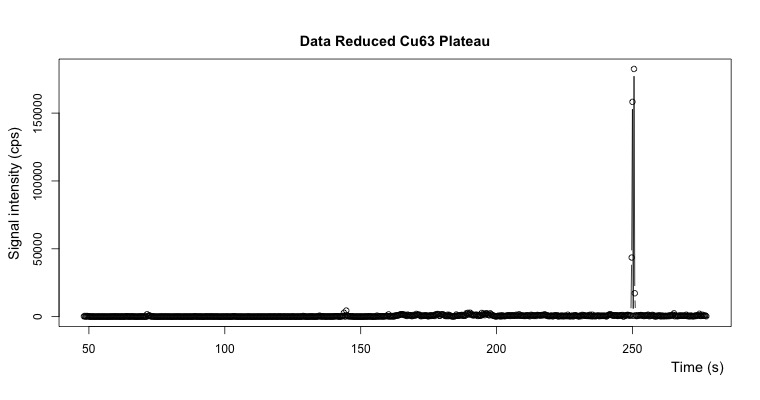 Data Reduced Cu63 Plateau
Signal intensity (cps)
150000
100000
50000
0
50 100 150 200 250
Time (s)